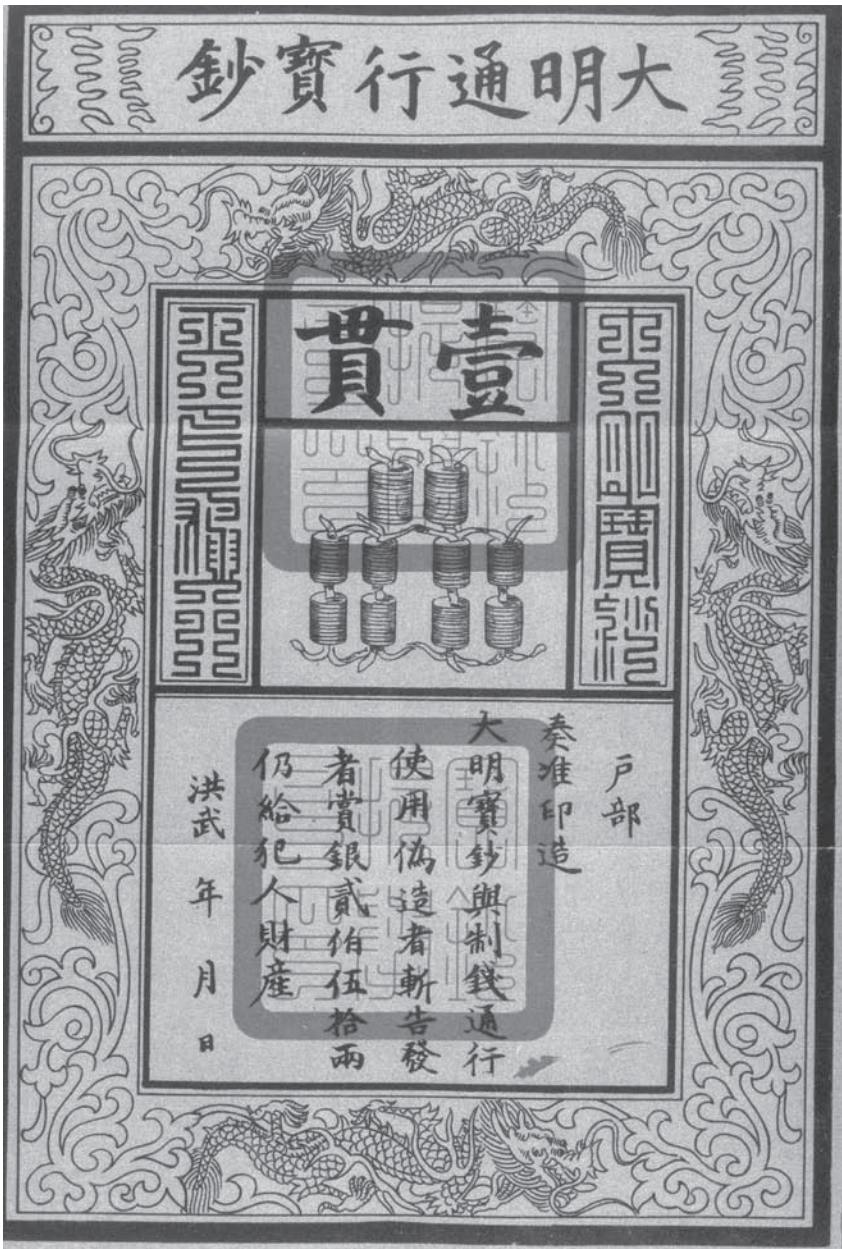 大明通行寶鈔
壹貫
大明寶鈔
天下通行
戶部
奏准印造
大明寶鈔與制錢通行
使用偽造者斬告發
者賞銀貳伯伍拾兩
仍給犯人財產
洪武 年 月 日